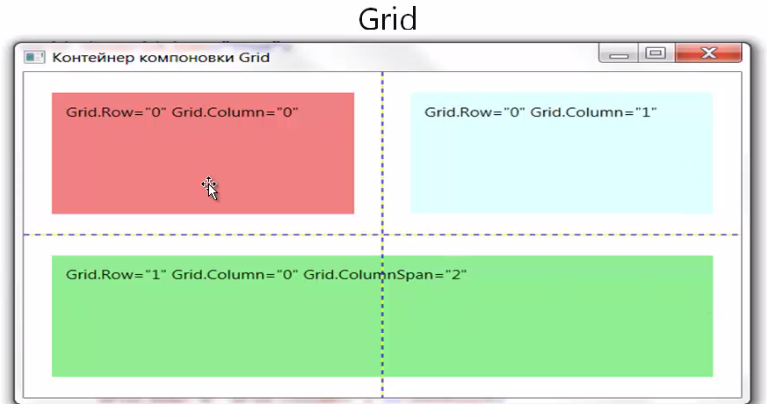 Grid
Контейнер компоновки Grid
Grid.Row="0" Grid.Column="0"
Grid.Row="0" Grid.Column="1"
Grid.Row="1" Grid.Column="0" Grid.ColumnSpan="2"